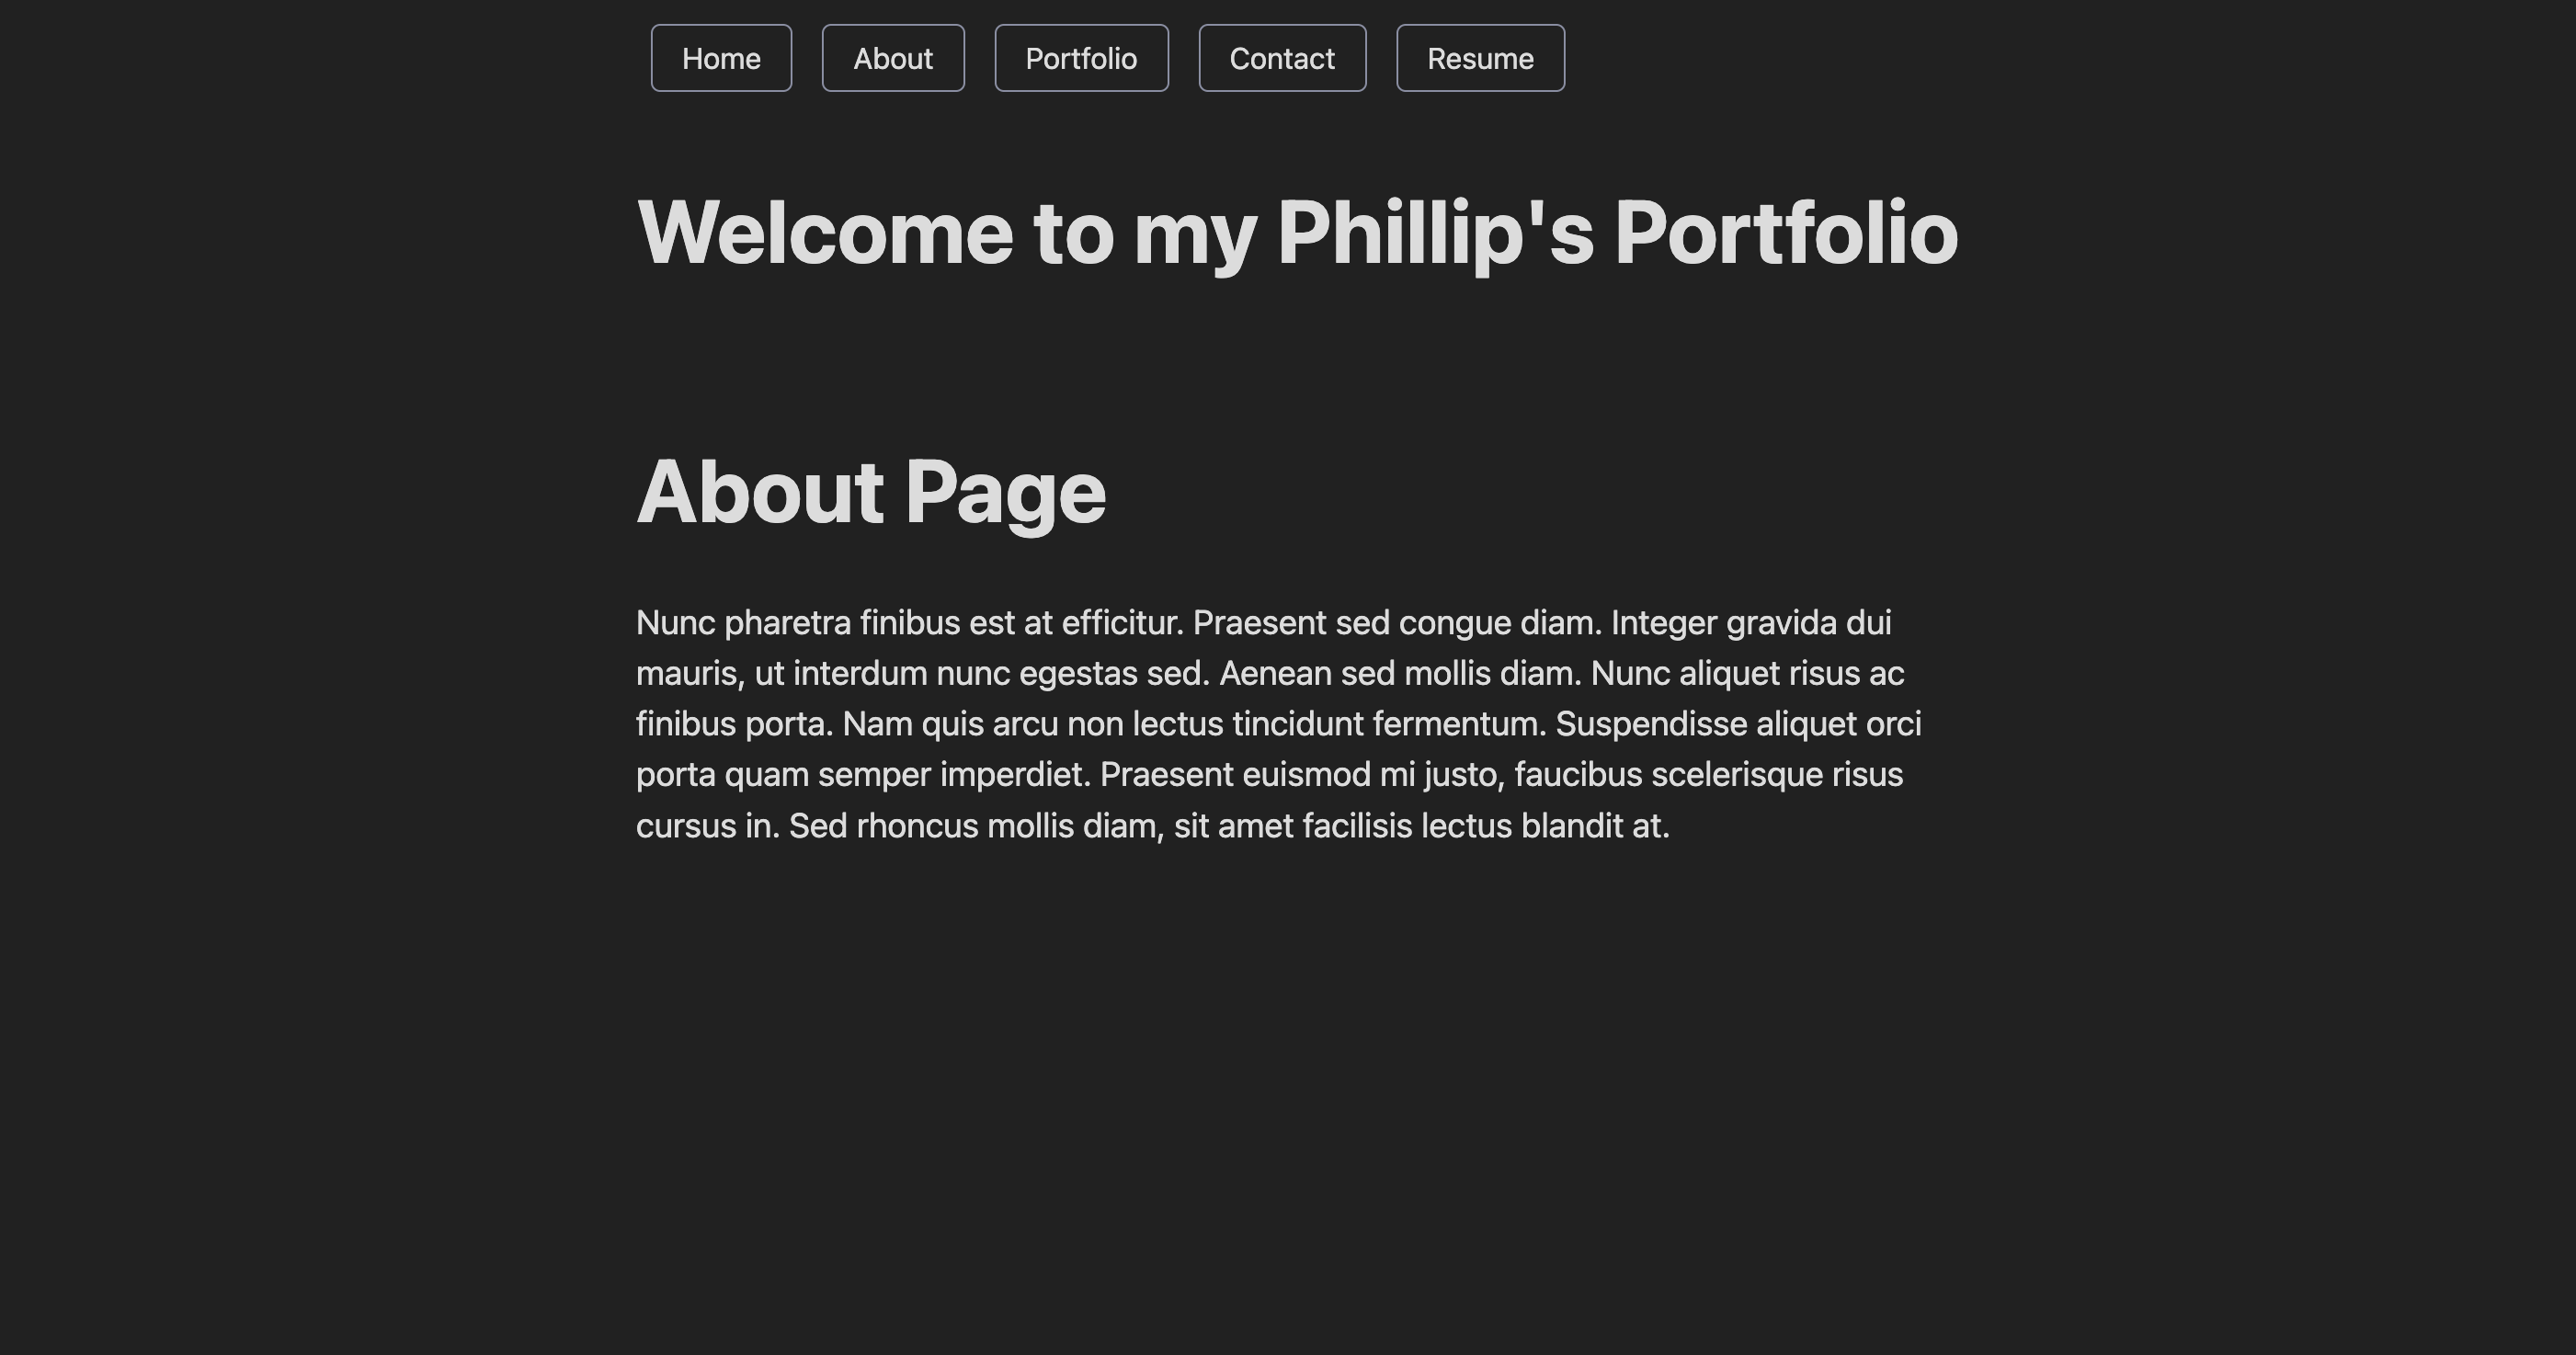 Home About Portfolio Contact Resume
Welcome to my Phillip's Portfolio
About Page
Nunc pharetra finibus est at efficitur. Praesent sed congue diam. Integer gravida dui
mauris, ut interdum nunc egestas sed. Aenean sed mollis diam. Nunc aliquet risus ac
finibus porta. Nam quis arcu non lectus tincidunt fermentum. Suspendisse aliquet orci
porta quam semper imperdiet. Praesent euismod mi justo, faucibus scelerisque risus
cursus in. Sed rhoncus mollis diam, sit amet facilisis lectus blandit at.